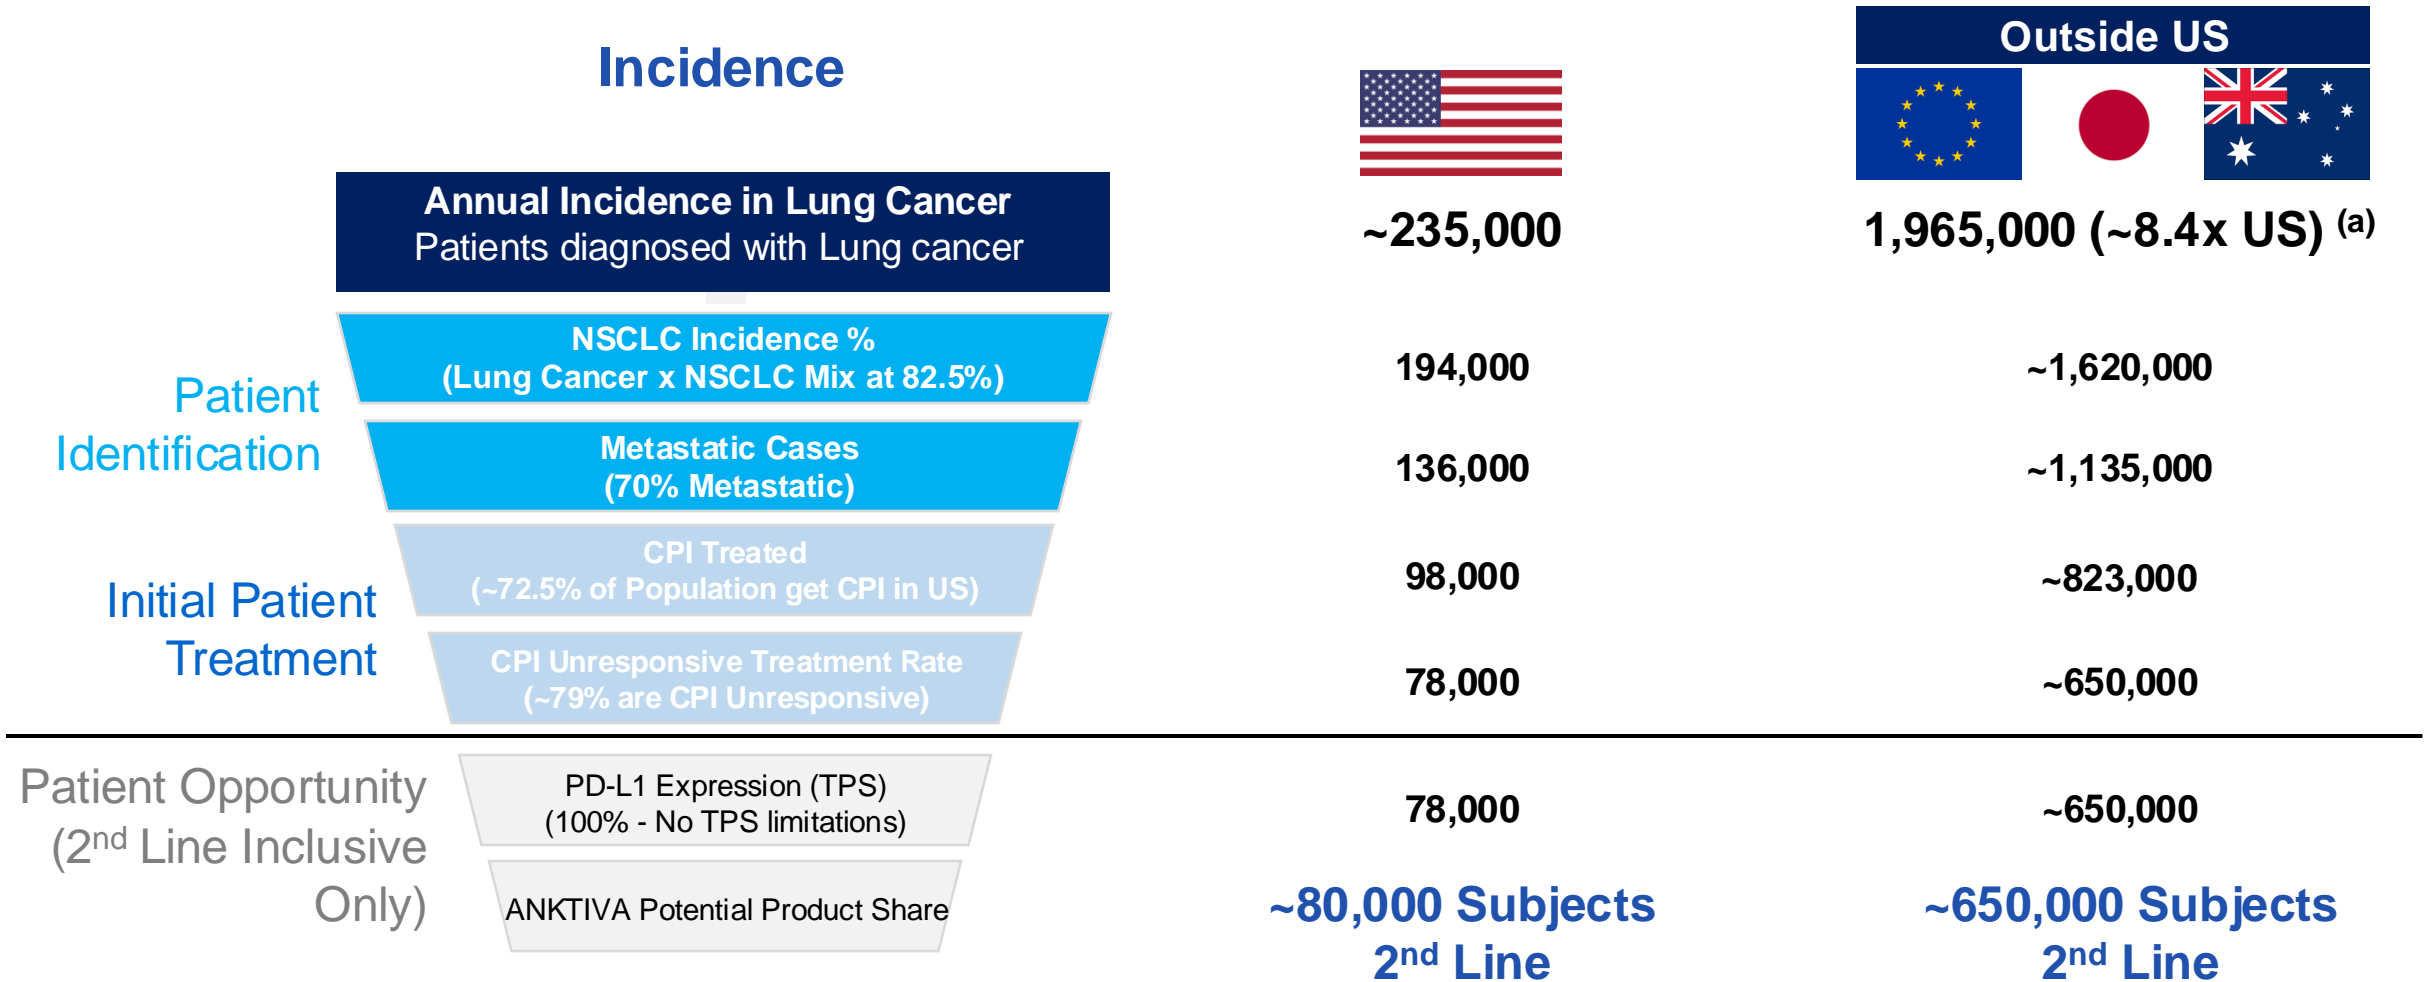 Incidence
Outside US
Annual Incidence in Lung Cancer
Patients diagnosed with Lung cancer
~235,000
1,965,000 (~8.4x US) (a)
Patient
Identification
NSCLC Incidence %
(Lung Cancer x NSCLC Mix at 82.5%)
194,000
~1,620,000
Metastatic Cases
(70% Metastatic)
136,000
~1,135,000
Initial Patient
Treatment
CPI Treated
(~72.5% of Population get CPI in US)
98,000
~823,000
CPI Unresponsive Treatment Rate
(~79% are CPI Unresponsive)
78,000
~650,000
Patient Opportunity
(2nd Line Inclusive
Only)
PD-L1 Expression (TPS)
(100% - No TPS limitations)
78,000
~650,000
ANKTIVA Potential Product Share
~80,000 Subjects
2nd Line
~650,000 Subjects
2nd Line